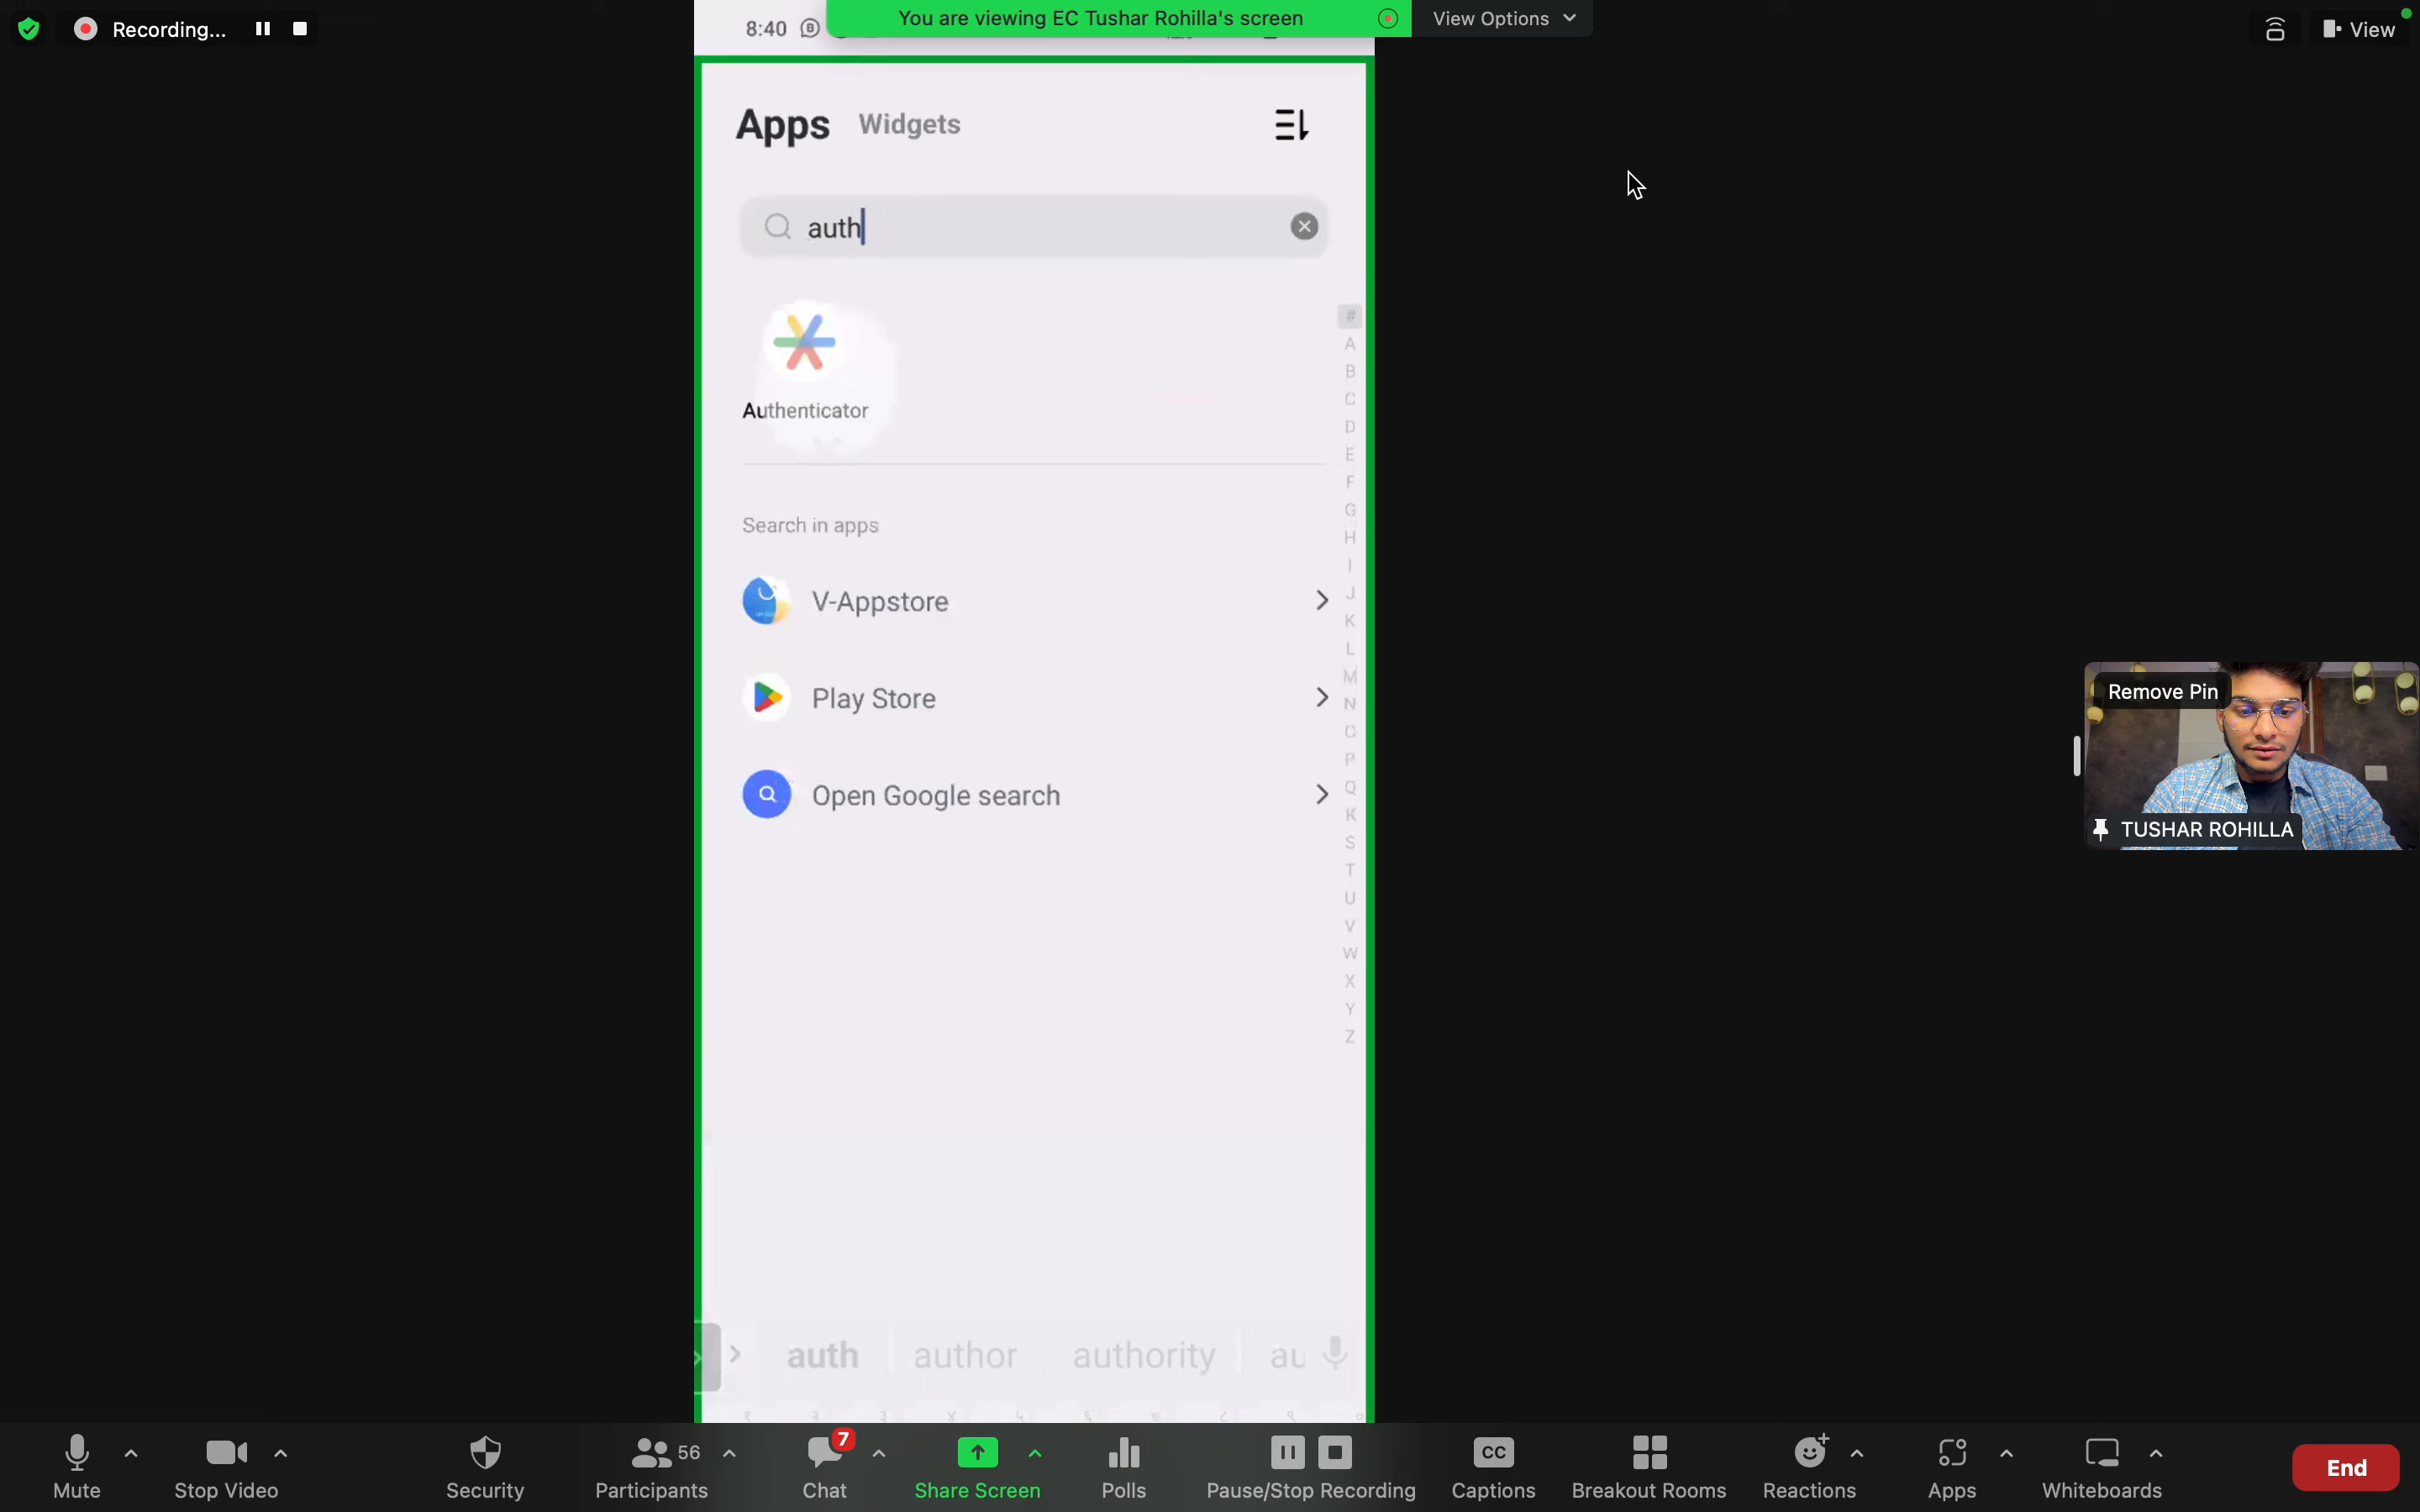 Recording...
You are viewing EC Tushar Rohilla's screen
View Options
View
8:40
Apps Widgets
auth
Authenticator
Search in apps
V-Appstore
Play Store
Open Google search
#
A
B
C
D
E
F
G
H
I
J
K
L
M
N
P
Q
S
T
U
V
W
X
Y
Z
Remove Pin
TUSHAR ROHILLA
auth author authority au
Mute
Stop Video
Security
56
Participants
7
Chat
Share Screen
Polls
Pause/Stop Recording
CC
Captions
Breakout Rooms
Reactions
Apps
Whiteboards
End